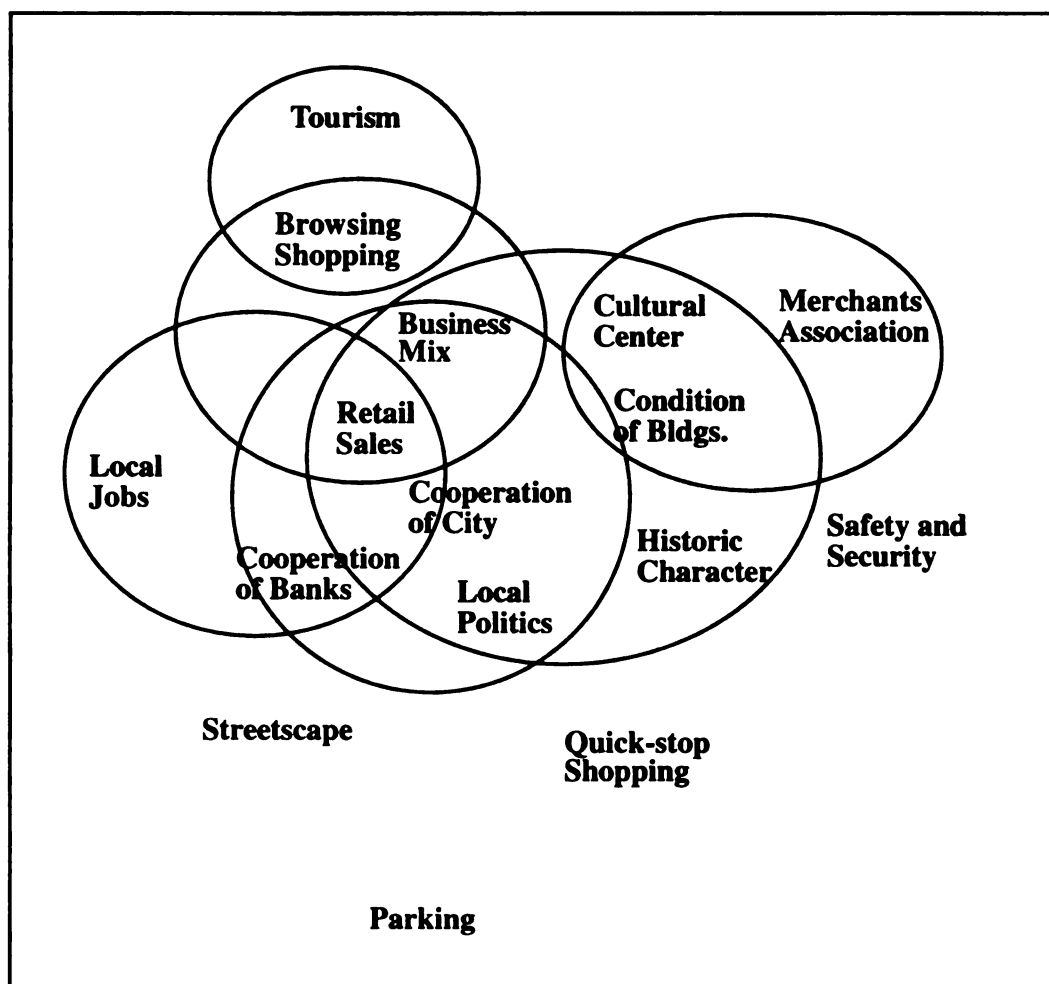 Tourism
Browsing
Shopping
Business
Mix
Cultural
Center
Merchants
Association
Retail
Sales
Condition
of Bldgs.
Local
Jobs
Cooperation
of City
Historic
Character
Safety and
Security
Cooperation
of Banks
Local
Politics
Streetscape
Quick-stop
Shopping
Parking